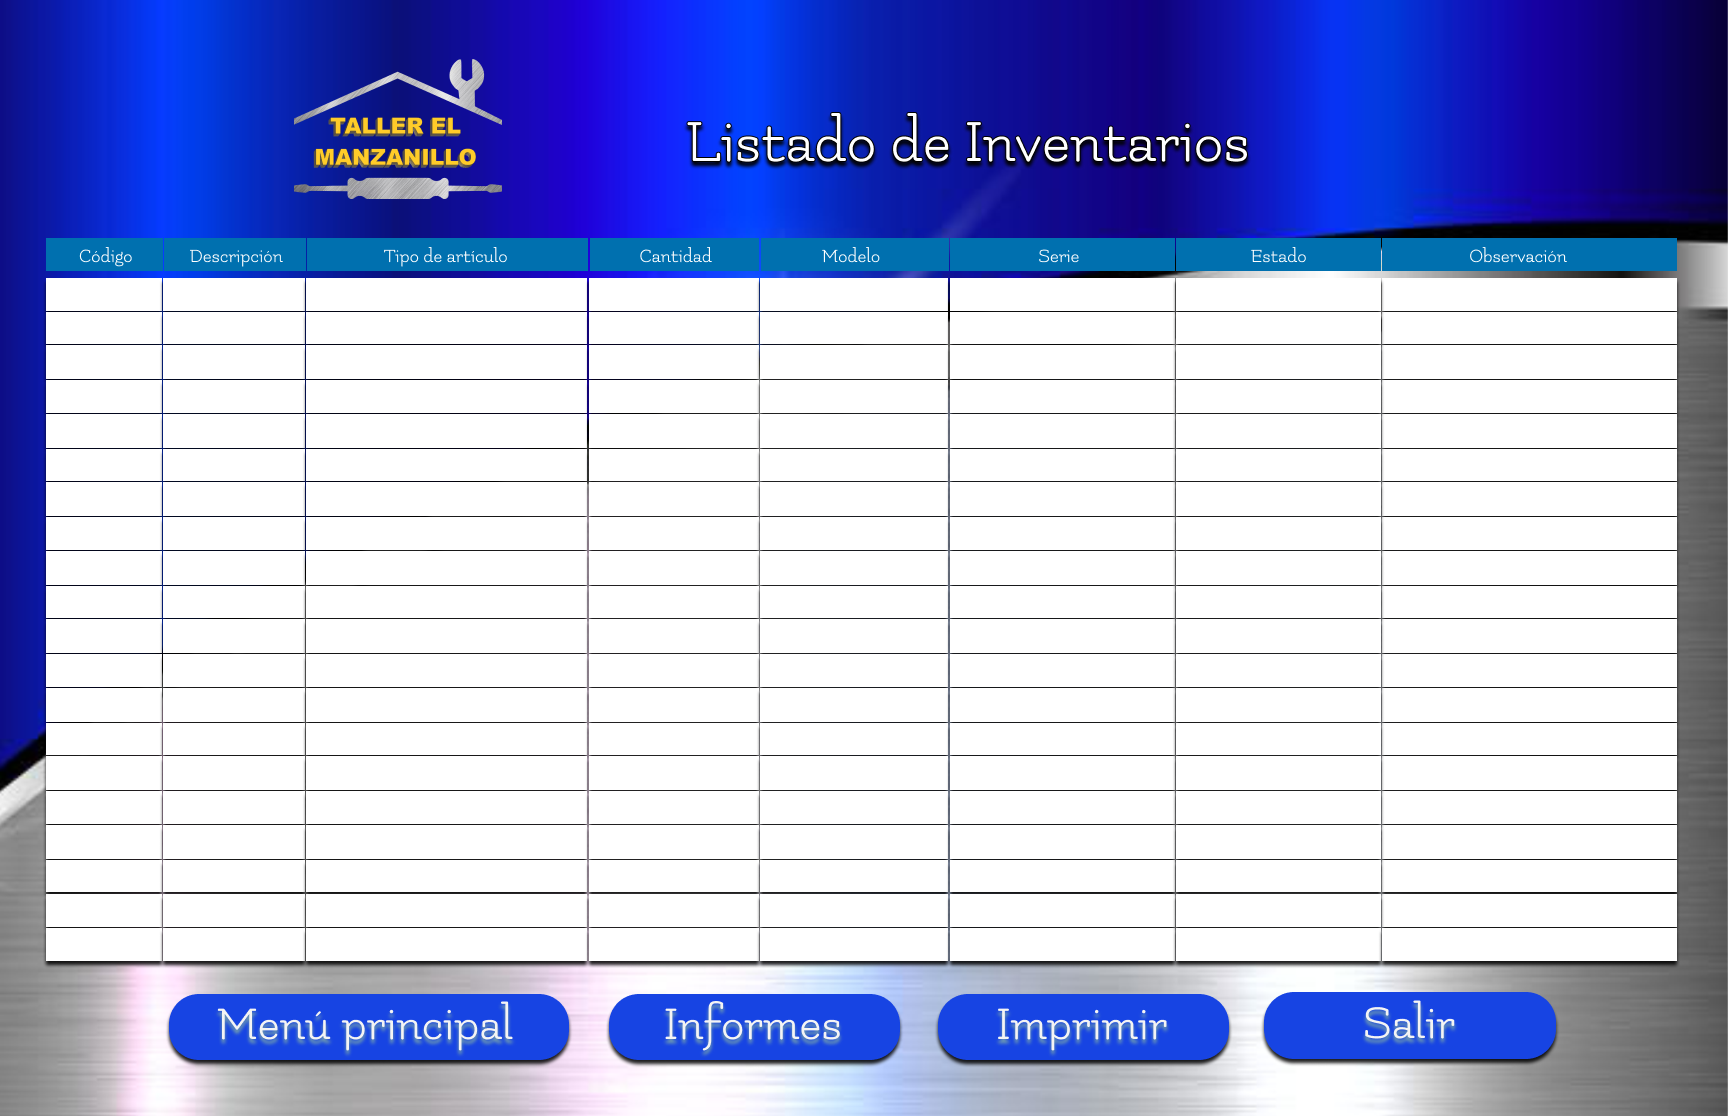 TALLER EL
MANZANILLO
Listado de Inventarios
Código Descripción Tipo de artículo Cantidad Modelo Serie Estado Observación
Menú principal Informes Imprimir Salir